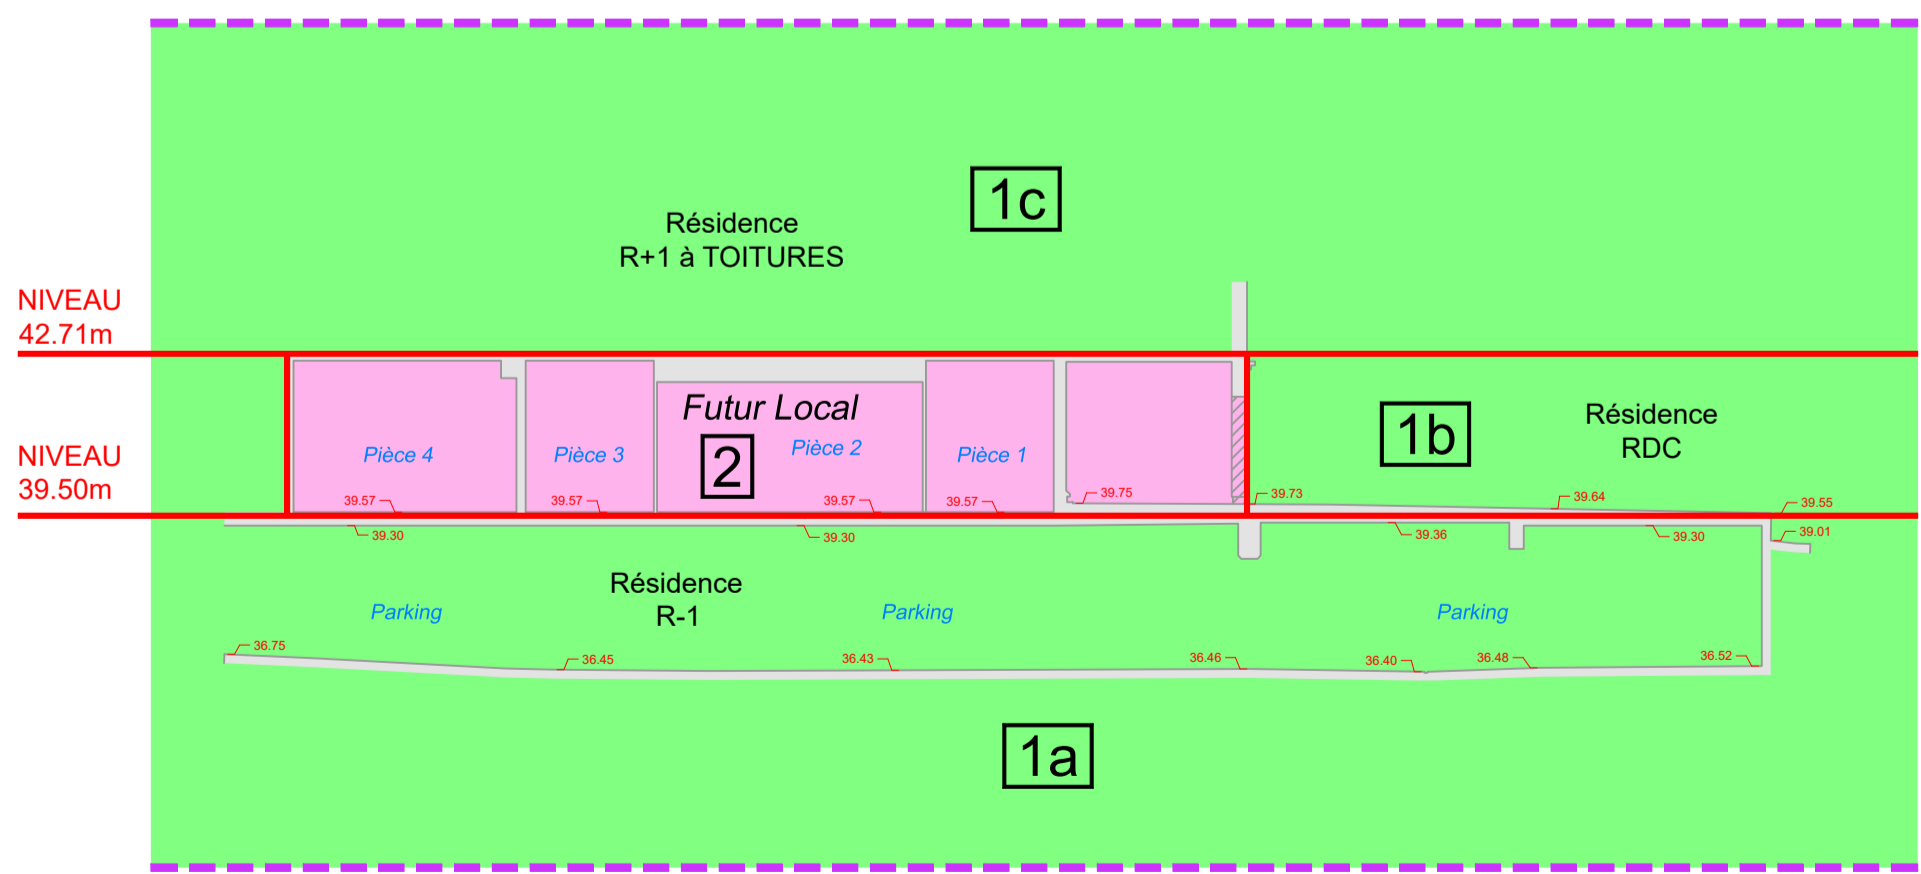 1c
Résidence
R+1 à TOITURES
NIVEAU
42.71m
Futur Local
2
Pièce 4
Pièce 3
Pièce 2
Pièce 1
1b
Résidence
RDC
NIVEAU
39.50m
39.57
39.57
39.57
39.57
39.75
39.73
39.64
39.55
39.30
39.30
39.36
39.30
39.01
Résidence
R-1
Parking
Parking
Parking
36.75
36.45
36.43
36.46
36.40
36.48
36.52
1a